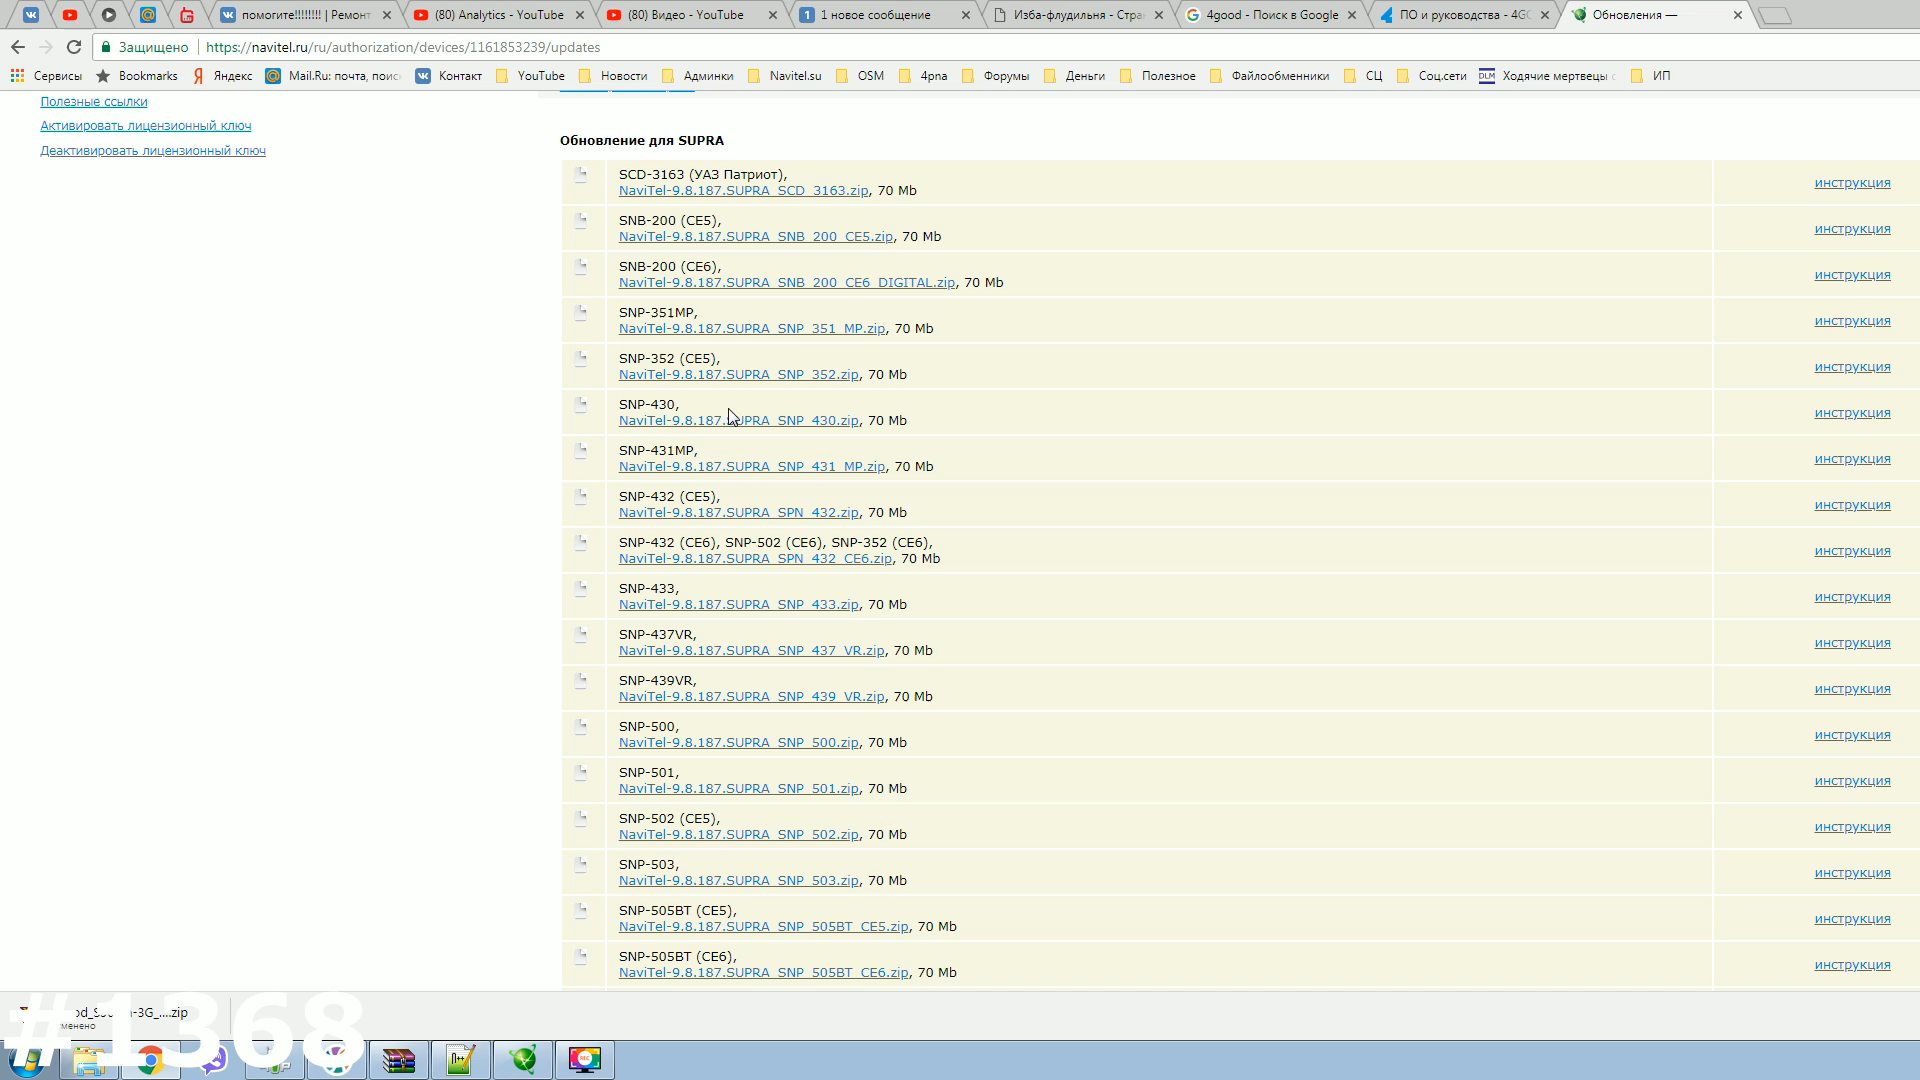 помогите!!!!!!!! | Ремонт
(80) Analytics - YouTube
(80) Видео - YouTube
1 новое сообщение
Изба-флудильня - Стра
4good - Поиск в Google
ПО и руководства - 4GO
Обновления —
Защищено
https://navitel.ru/ru/authorization/devices/1161853239/updates
Сервисы
Bookmarks
Яндекс
Mail.Ru: почта, поис
Контакт
YouTube
Новости
Админки
Navitel.su
OSM
4pna
Форумы
Деньги
Полезное
Файлообменники
СЦ
Соц.сети
DLM
Ходячие мертвецы
ИП
Полезные ссылки
Активировать лицензионный ключ
Деактивировать лицензионный ключ
Обновление для SUPRA
SCD-3163 (УАЗ Патриот),
NaviTel-9.8.187.SUPRA_SCD_3163.zip, 70 Mb
инструкция
SNB-200 (CE5),
NaviTel-9.8.187.SUPRA_SNB_200_CE5.zip, 70 Mb
инструкция
SNB-200 (CE6),
NaviTel-9.8.187.SUPRA_SNB_200_CE6_DIGITAL.zip, 70 Mb
инструкция
SNP-351MP,
NaviTel-9.8.187.SUPRA_SNP_351_MP.zip, 70 Mb
инструкция
SNP-352 (CE5),
NaviTel-9.8.187.SUPRA_SNP_352.zip, 70 Mb
инструкция
SNP-430,
NaviTel-9.8.187.SUPRA_SNP_430.zip, 70 Mb
инструкция
SNP-431MP,
NaviTel-9.8.187.SUPRA_SNP_431_MP.zip, 70 Mb
инструкция
SNP-432 (CE5),
NaviTel-9.8.187.SUPRA_SPN_432.zip, 70 Mb
инструкция
SNP-432 (CE6), SNP-502 (CE6), SNP-352 (CE6),
NaviTel-9.8.187.SUPRA_SPN_432_CE6.zip, 70 Mb
инструкция
SNP-433,
NaviTel-9.8.187.SUPRA_SNP_433.zip, 70 Mb
инструкция
SNP-437VR,
NaviTel-9.8.187.SUPRA_SNP_437_VR.zip, 70 Mb
инструкция
SNP-439VR,
NaviTel-9.8.187.SUPRA_SNP_439_VR.zip, 70 Mb
инструкция
SNP-500,
NaviTel-9.8.187.SUPRA_SNP_500.zip, 70 Mb
инструкция
SNP-501,
NaviTel-9.8.187.SUPRA_SNP_501.zip, 70 Mb
инструкция
SNP-502 (CE5),
NaviTel-9.8.187.SUPRA_SNP_502.zip, 70 Mb
инструкция
SNP-503,
NaviTel-9.8.187.SUPRA_SNP_503.zip, 70 Mb
инструкция
SNP-505BT (CE5),
NaviTel-9.8.187.SUPRA_SNP_505BT_CE5.zip, 70 Mb
инструкция
SNP-505BT (CE6),
NaviTel-9.8.187.SUPRA_SNP_505BT_CE6.zip, 70 Mb
инструкция
#1368